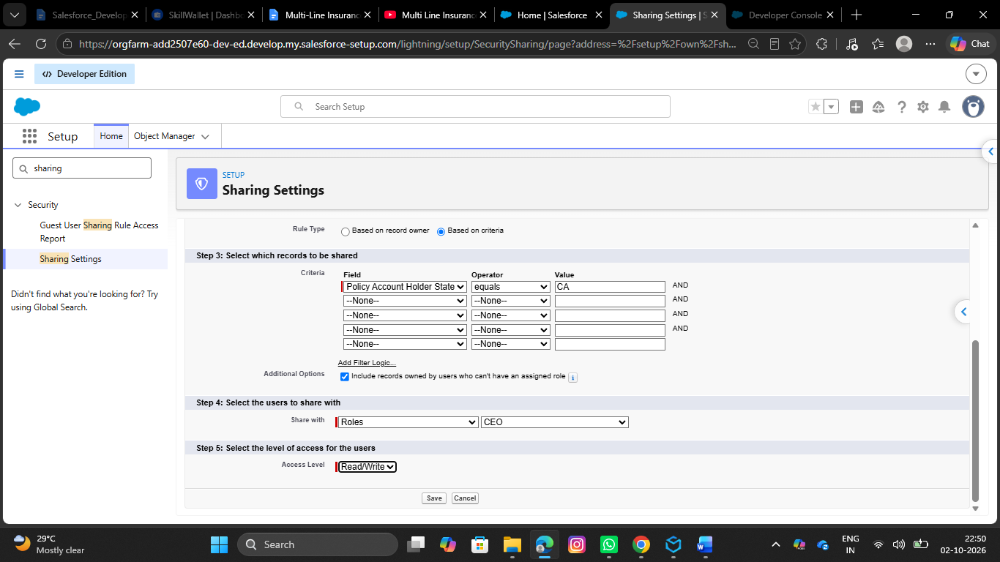 Salesforce_Develop
SkillWallet | Dashbo
Multi-Line Insuranc
Multi Line Insuranc
Home | Salesforce
Sharing Settings | S
Developer Console
https://orgfarm-add2507e60-dev-ed.develop.my.salesforce-setup.com/lightning/setup/SecuritySharing/page?address=%2Fsetup%2Fown%2Fsh...
Chat
</> Developer Edition
Search Setup
Setup
Home
Object Manager
sharing
Security
Guest User Sharing Rule Access
Report
Sharing Settings
Didn't find what you're looking for? Try
using Global Search.
SETUP
Sharing Settings
Rule Type
Based on record owner
Based on criteria
Step 3: Select which records to be shared
Criteria
Field Operator Value
Policy Account Holder State equals CA AND
--None-- --None-- AND
--None-- --None-- AND
--None-- --None-- AND
--None-- --None--
Add Filter Logic...
Additional Options
Include records owned by users who can't have an assigned role
i
Step 4: Select the users to share with
Share with Roles CEO
Step 5: Select the level of access for the users
Access Level Read/Write
Save Cancel
29°C
Mostly clear
Search
ENG
IN
22:50
02-10-2026